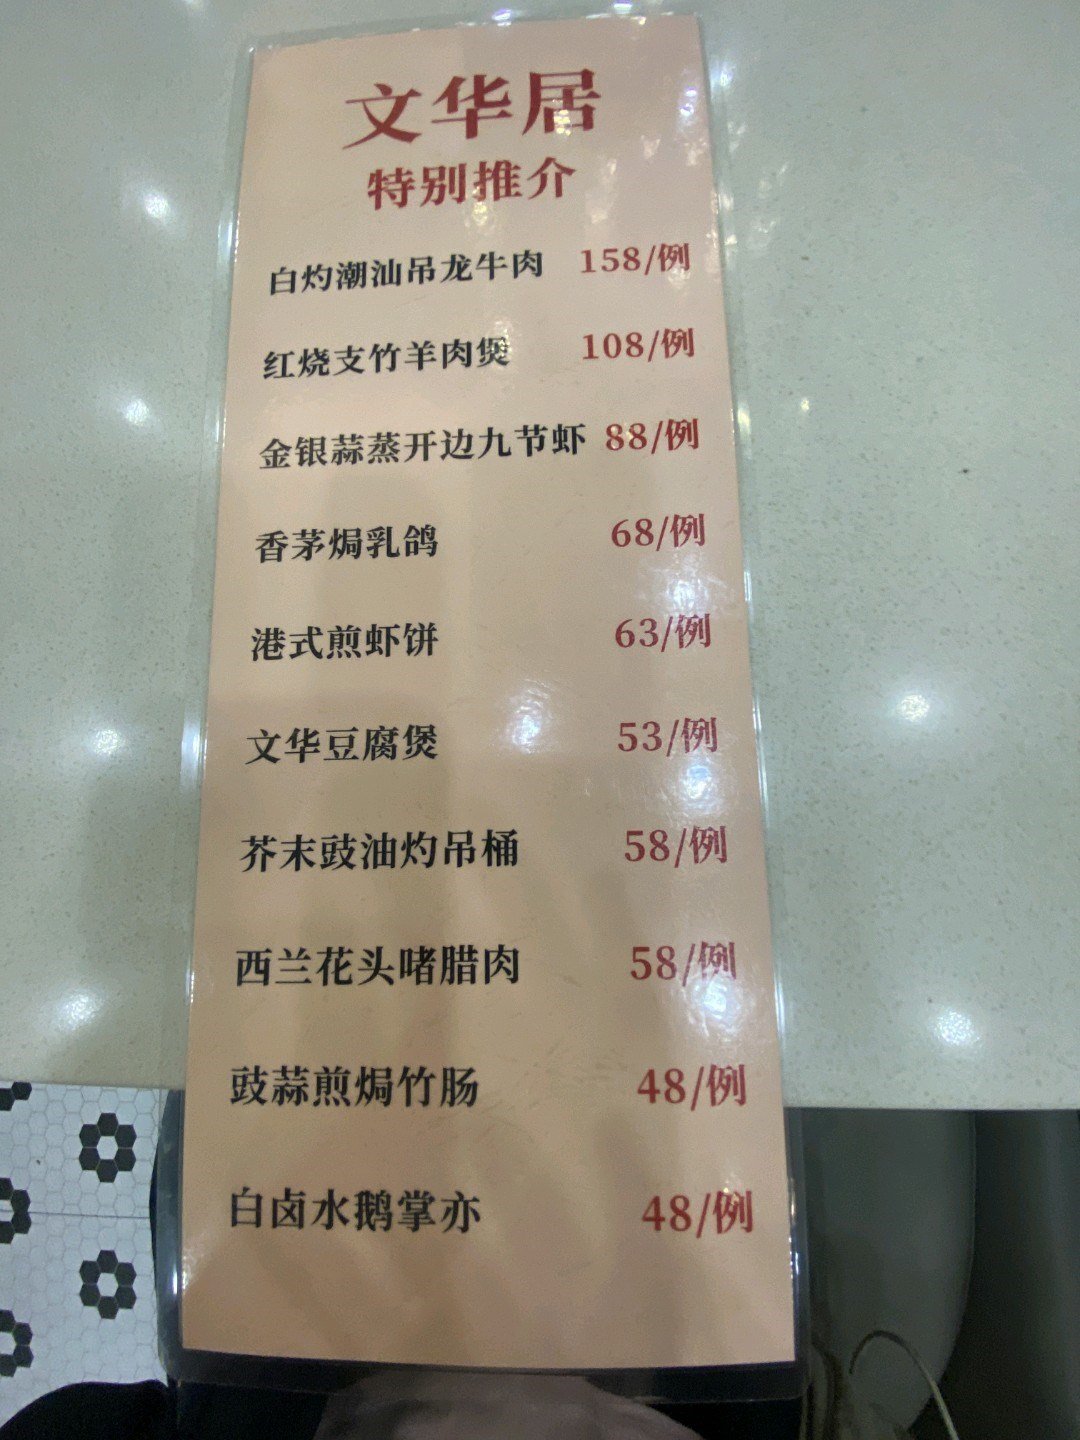 文华居
特别推介
白灼潮汕吊龙牛肉 158/例
红烧支竹羊肉煲 108/例
金银蒜蒸开边九节虾 88/例
香茅焗乳鸽 68/例
港式煎虾饼 63/例
文华豆腐煲 53/例
芥末豉油灼吊桶 58/例
西兰花头啫腊肉 58/例
豉蒜煎焗竹肠 48/例
白卤水鹅掌亦 48/例